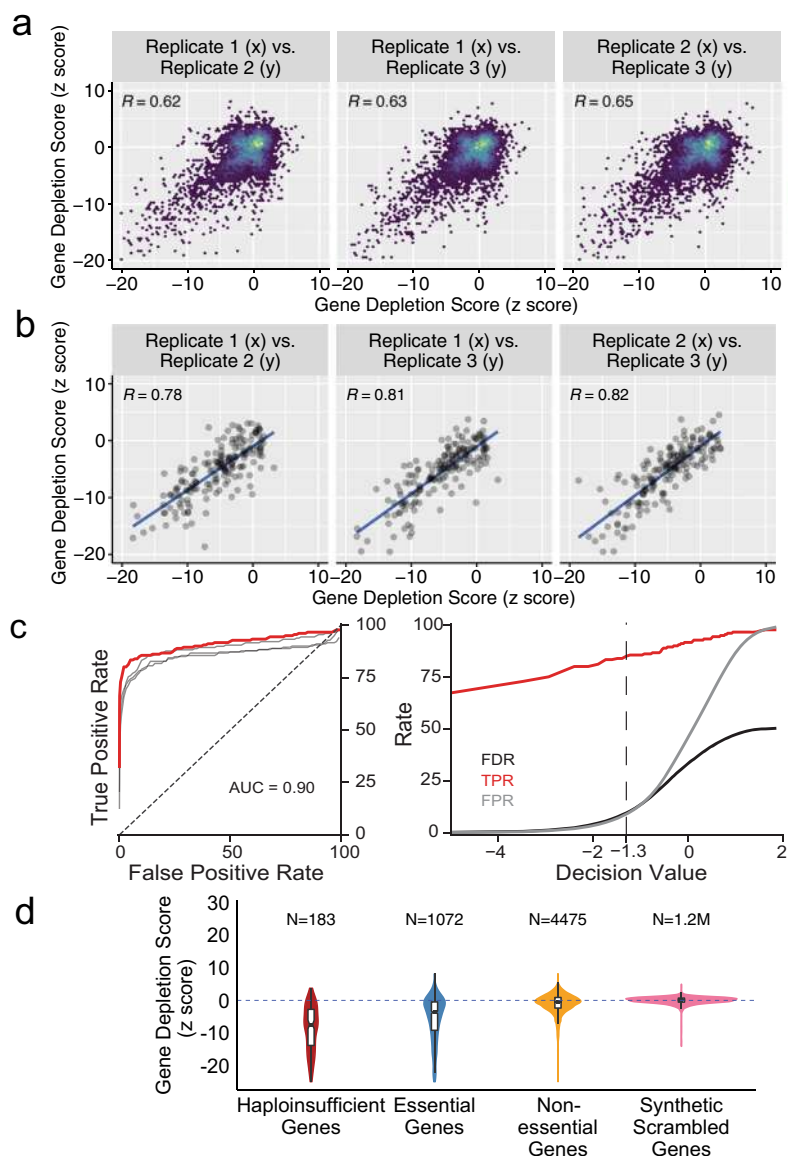 a
Replicate 1 (x) vs.
Replicate 2 (y)
Replicate 1 (x) vs.
Replicate 3 (y)
Replicate 2 (x) vs.
Replicate 3 (y)
Gene Depletion Score (z score)
10
0
−10
−20
R = 0.62
R = 0.63
R = 0.65
−20 −10 0 10 −20 −10 0 10 −20 −10 0 10
Gene Depletion Score (z score)
b
Replicate 1 (x) vs.
Replicate 2 (y)
Replicate 1 (x) vs.
Replicate 3 (y)
Replicate 2 (x) vs.
Replicate 3 (y)
Gene Depletion Score (z score)
10
0
−10
−20
R = 0.78
R = 0.81
R = 0.82
−20 −10 0 10 −20 −10 0 10 −20 −10 0 10
Gene Depletion Score (z score)
c
True Positive Rate
100
75
50
25
0
AUC = 0.90
0 50 100
False Positive Rate
Rate
100
75
50
25
0
FDR
TPR
FPR
−4 −2 −1.3 0 2
Decision Value
d
Gene Depletion Score
(z score)
30
20
10
0
-10
-20
N=183
N=1072
N=4475
N=1.2M
Haploinsufficient
Genes
Essential
Genes
Non-
essential
Genes
Synthetic
Scrambled
Genes